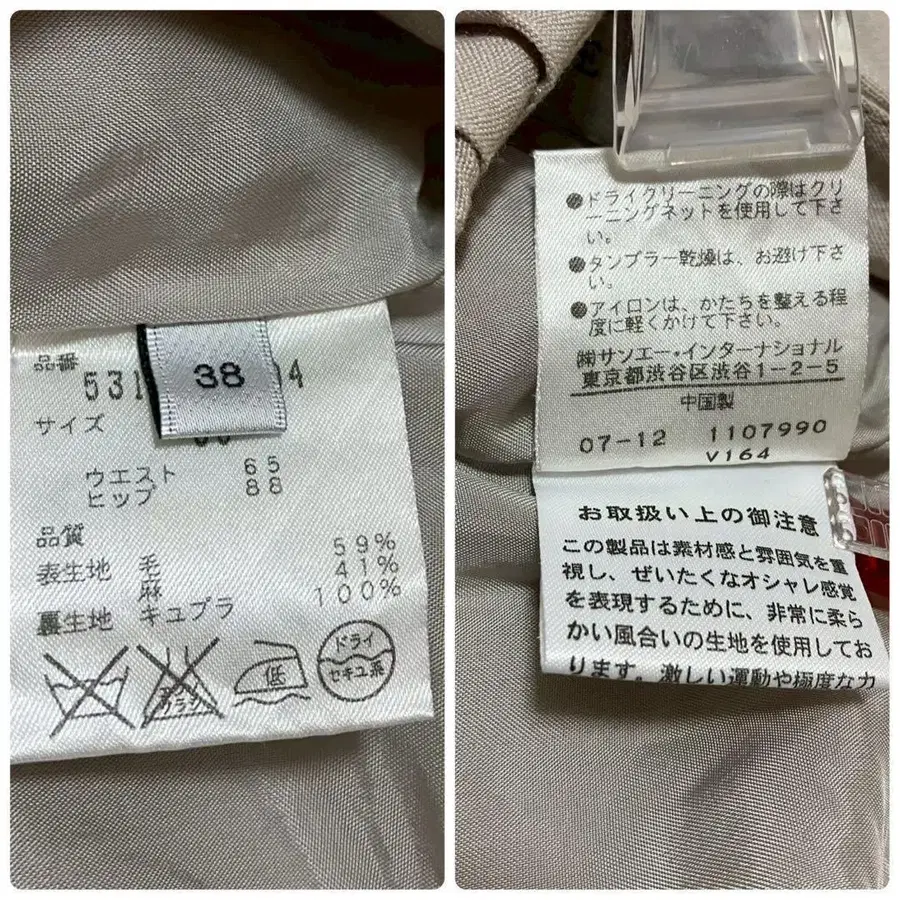 品番
531
4
38
サイズ
ウエスト 65
ヒップ 88
品質
表生地 毛 59%
麻 41%
裏生地 キュプラ 100%
エンソサラシ
低
ドライ
セキユ系
●ドライクリーニングの際はクリ
ーニングネットを使用して下さ
い。
●タンブラー乾燥は、お避け下さ
い。
●アイロンは、かたちを整える程
度に軽くかけて下さい。
㈱サンエー・インターナショナル
東京都渋谷区渋谷1-2-5
中国製
07-12 1107990
V164
お取扱い上の御注意
この製品は素材感と雰囲気を重
視し、ぜいたくなオシャレ感覚
を表現するために、非常に柔ら
かい風合いの生地を使用してお
ります。激しい運動や極度な力